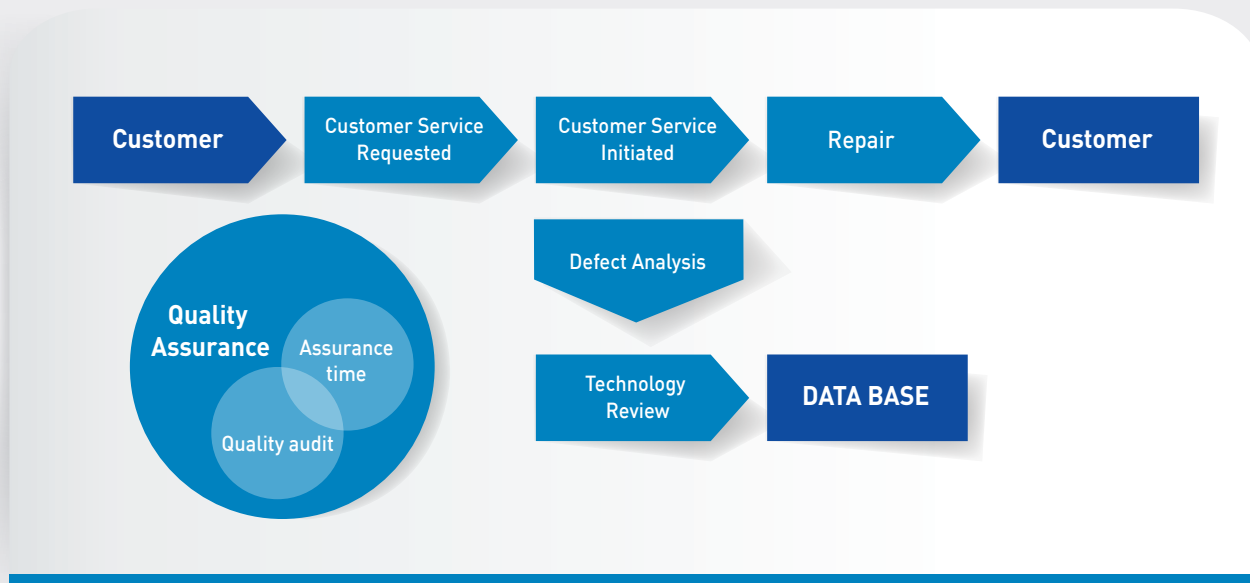 Customer
Customer Service
Requested
Customer Service
Initiated
Repair
Customer
Defect Analysis
Quality
Assurance
Assurance
time
Quality audit
Technology
Review
DATA BASE